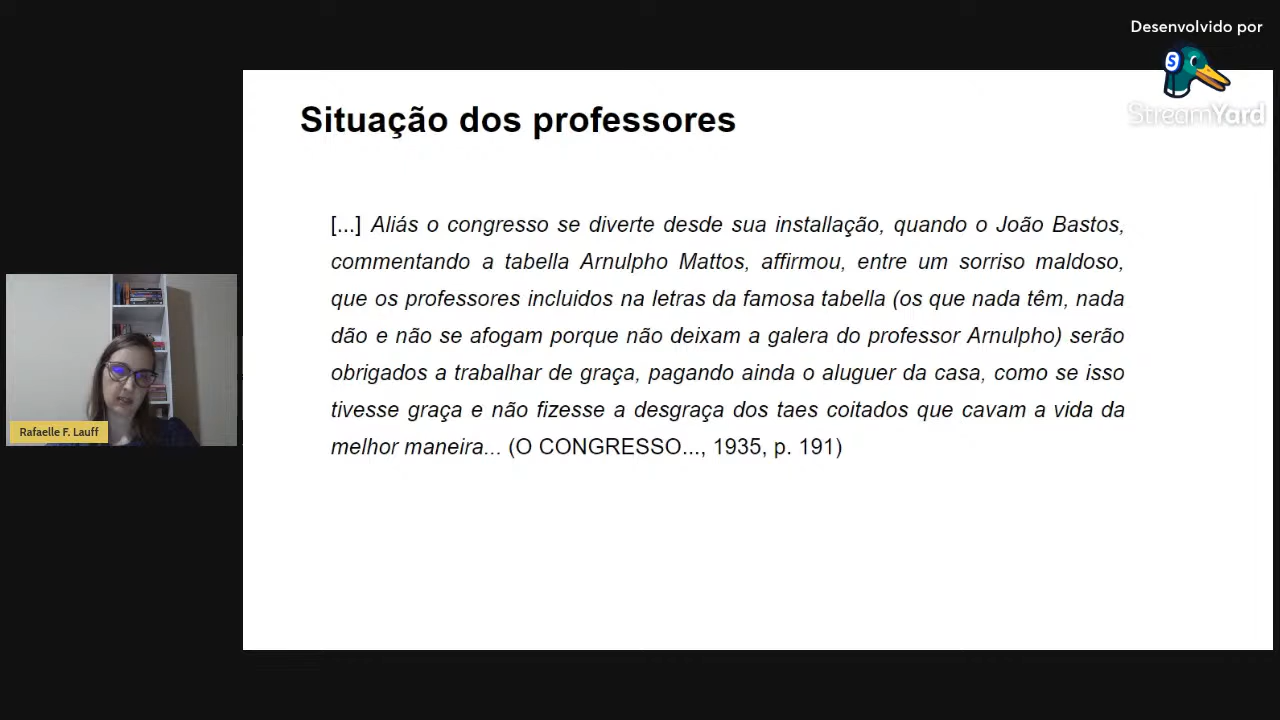 Desenvolvido por
S
StreamYard
Situação dos professores
[...] Aliás o congresso se diverte desde sua installação, quando o João Bastos,
commentando a tabella Arnulpho Mattos, affirmou, entre um sorriso maldoso,
que os professores incluidos na letras da famosa tabella (os que nada têm, nada
dão e não se afogam porque não deixam a galera do professor Arnulpho) serão
obrigados a trabalhar de graça, pagando ainda o aluguer da casa, como se isso
tivesse graça e não fizesse a desgraça dos taes coitados que cavam a vida da
melhor maneira... (O CONGRESSO..., 1935, p. 191)
Rafaelle F. Lauff